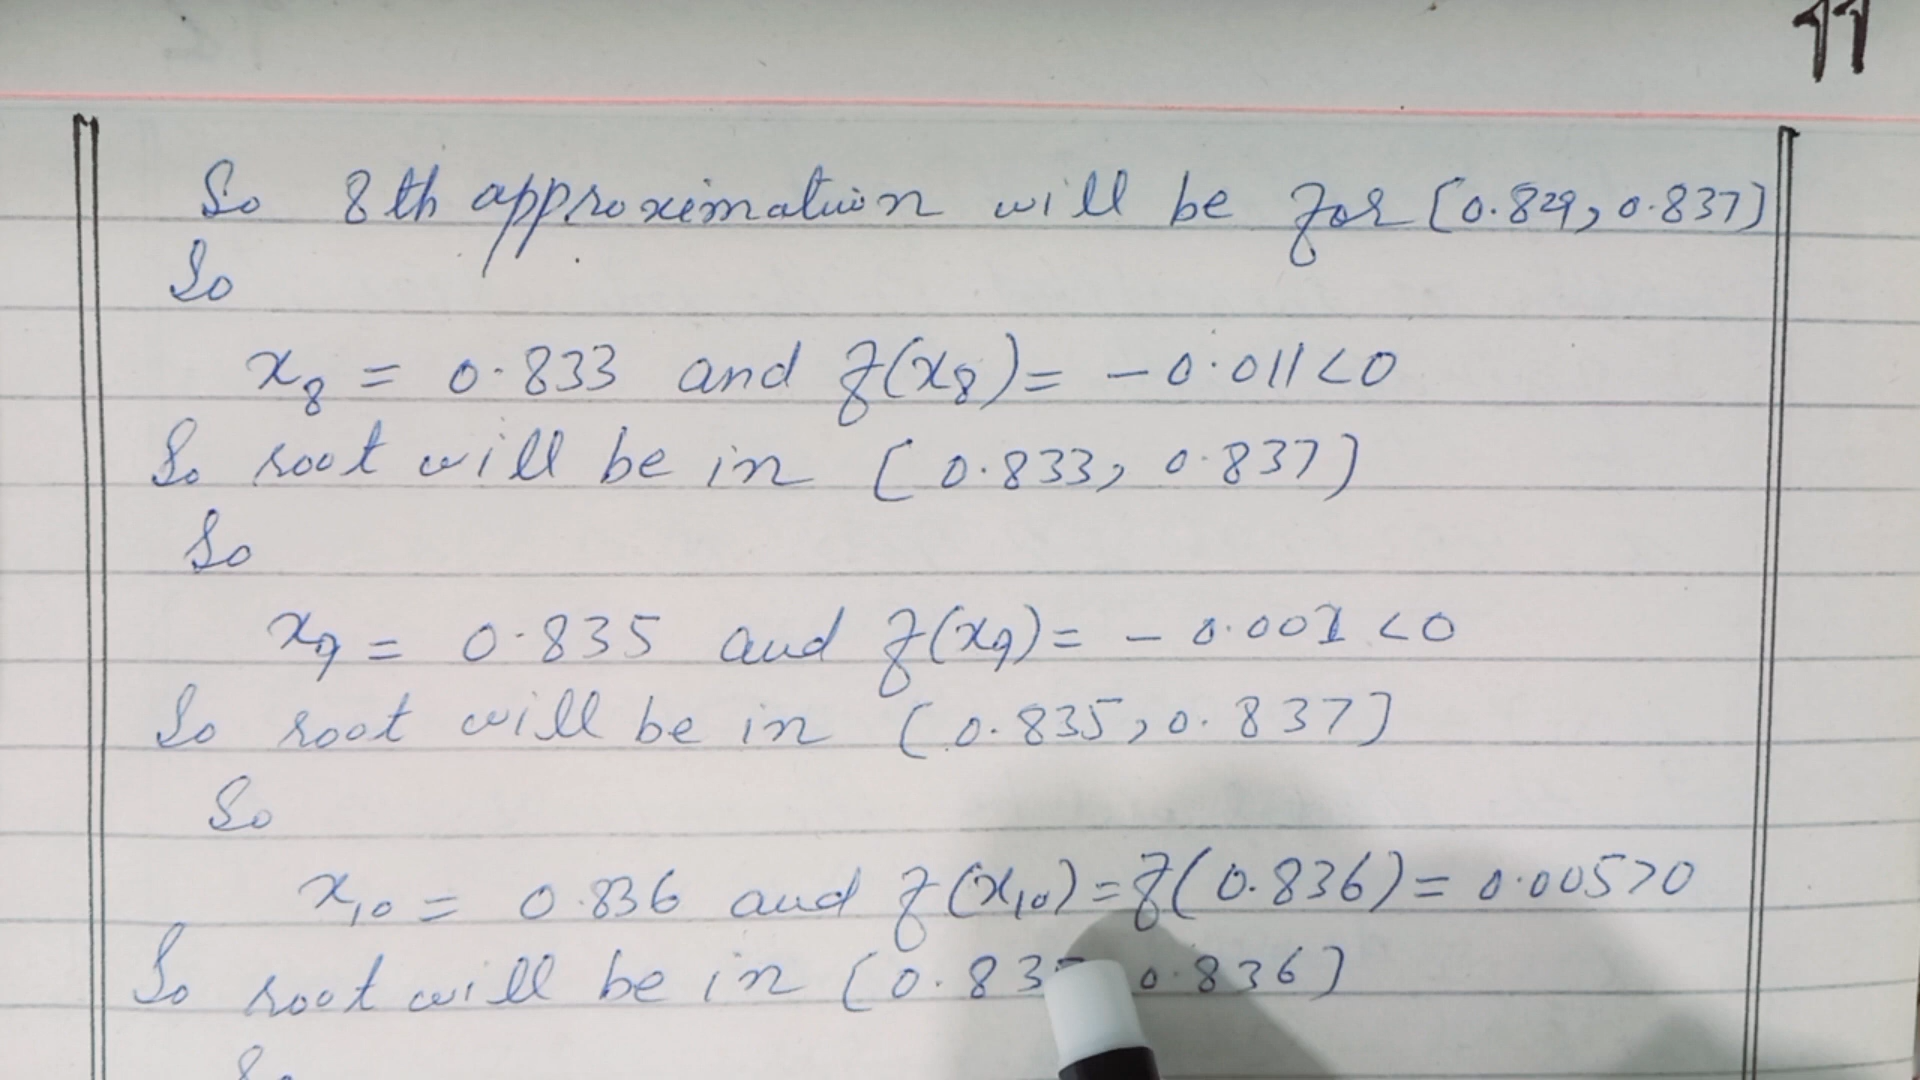 11
So 8th approximation will be for [0.829, 0.837]
So
x₈ = 0.833 and f(x₈) = -0.011<0
So root will be in [0.833, 0.837]
So
x₉ = 0.835 and f(x₉) = -0.001<0
So root will be in [0.835, 0.837]
So
x₁₀ = 0.836 and f(x₁₀) = f(0.836) = 0.005>0
So root will be in [0.83 0.836]
So